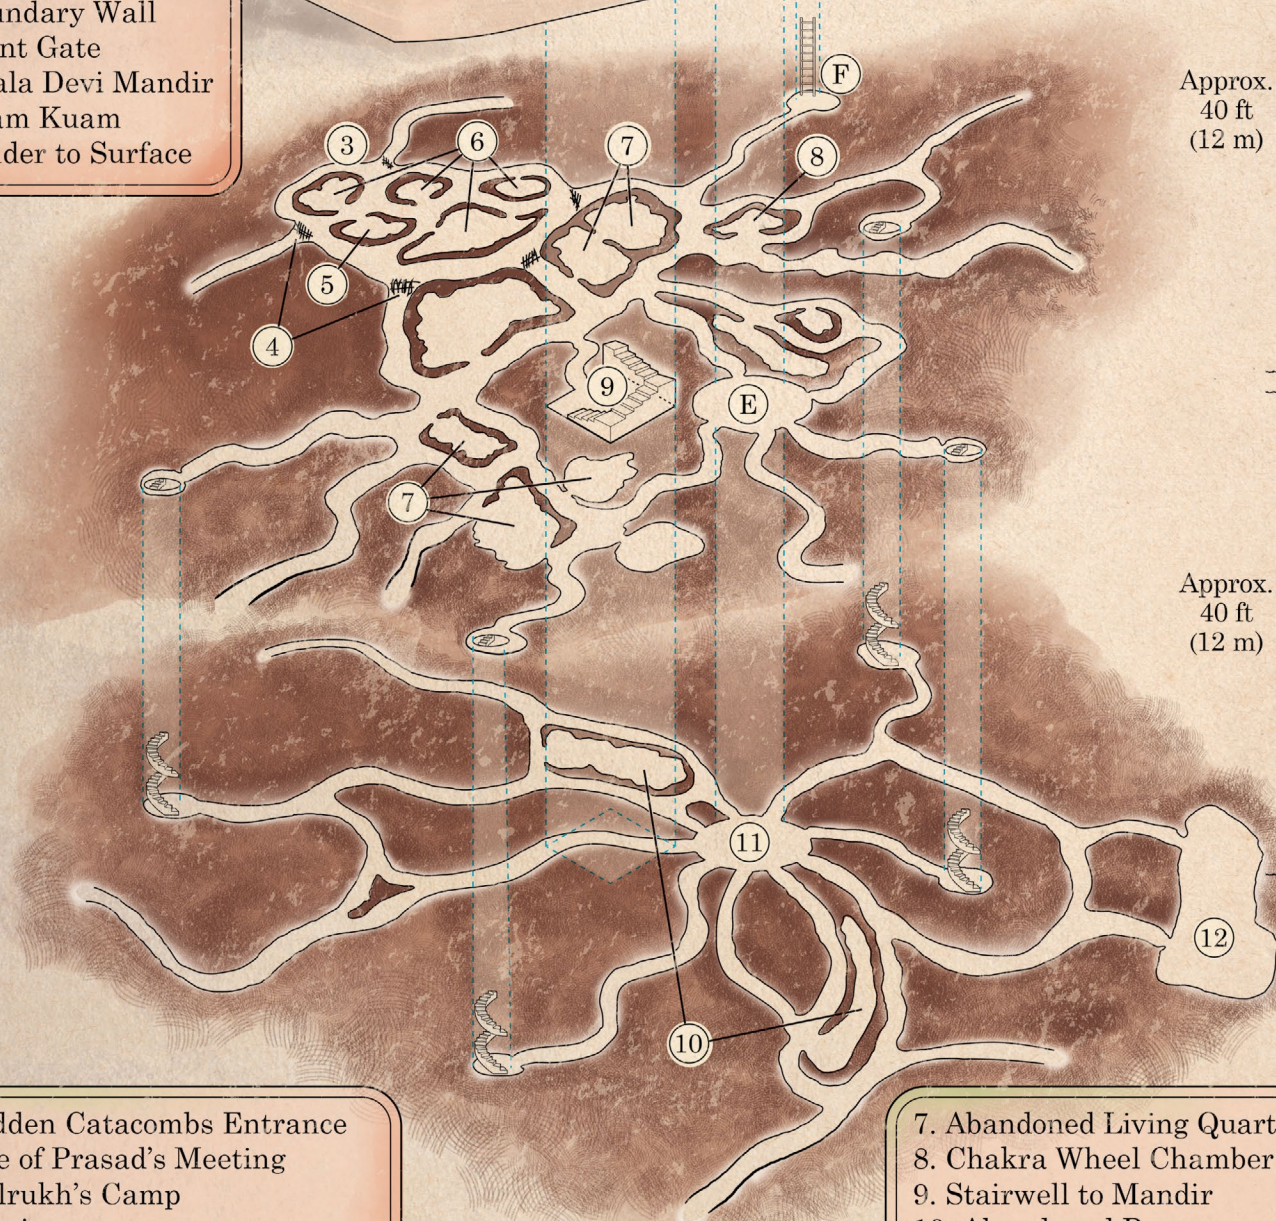 undary Wall
nt Gate
ala Devi Mandir
am Kuam
dder to Surface
F
Approx.
40 ft
(12 m)
3
6
7
8
5
4
9
E
7
Approx.
40 ft
(12 m)
11
12
10
dden Catacombs Entrance
e of Prasad's Meeting
lrukh's Camp
7. Abandoned Living Quart
8. Chakra Wheel Chamber
9. Stairwell to Mandir